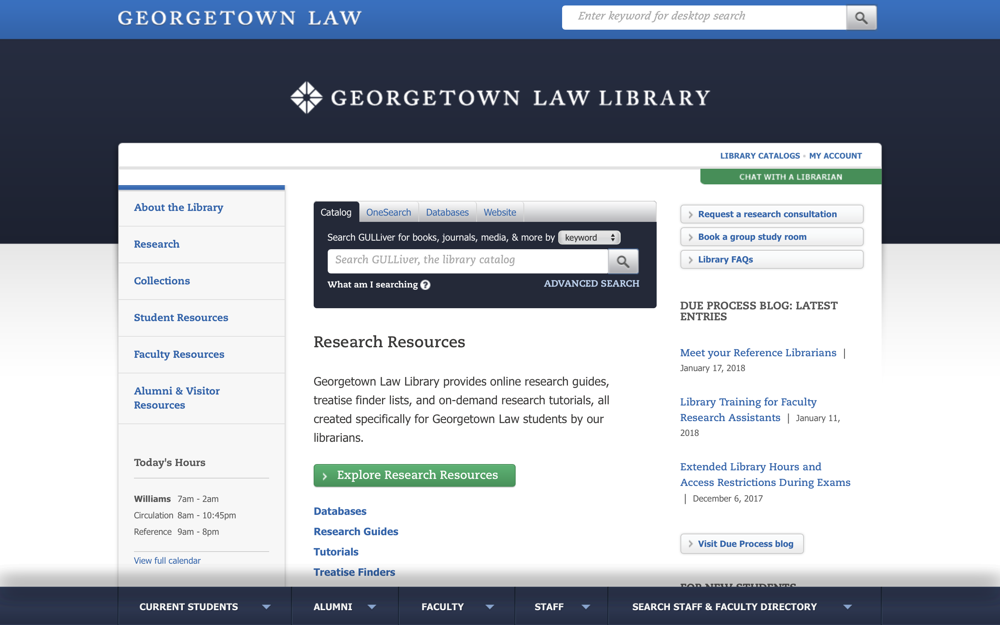 GEORGETOWN LAW
Enter keyword for desktop search
GEORGETOWN LAW LIBRARY
LIBRARY CATALOGS • MY ACCOUNT
CHAT WITH A LIBRARIAN
About the Library
Research
Collections
Student Resources
Faculty Resources
Alumni & Visitor
Resources
Today's Hours
Williams 7am - 2am
Circulation 8am - 10:45pm
Reference 9am - 8pm
View full calendar
Catalog OneSearch Databases Website
Search GULLiver for books, journals, media, & more by keyword
Search GULLiver, the library catalog
What am I searching ? ADVANCED SEARCH
Research Resources
Georgetown Law Library provides online research guides,
treatise finder lists, and on-demand research tutorials, all
created specifically for Georgetown Law students by our
librarians.
Explore Research Resources
Databases
Research Guides
Tutorials
Treatise Finders
Request a research consultation
Book a group study room
Library FAQs
DUE PROCESS BLOG: LATEST
ENTRIES
Meet your Reference Librarians |
January 17, 2018
Library Training for Faculty
Research Assistants | January 11,
2018
Extended Library Hours and
Access Restrictions During Exams
| December 6, 2017
Visit Due Process blog
FOR NEW STUDENTS
CURRENT STUDENTS ALUMNI FACULTY STAFF SEARCH STAFF & FACULTY DIRECTORY